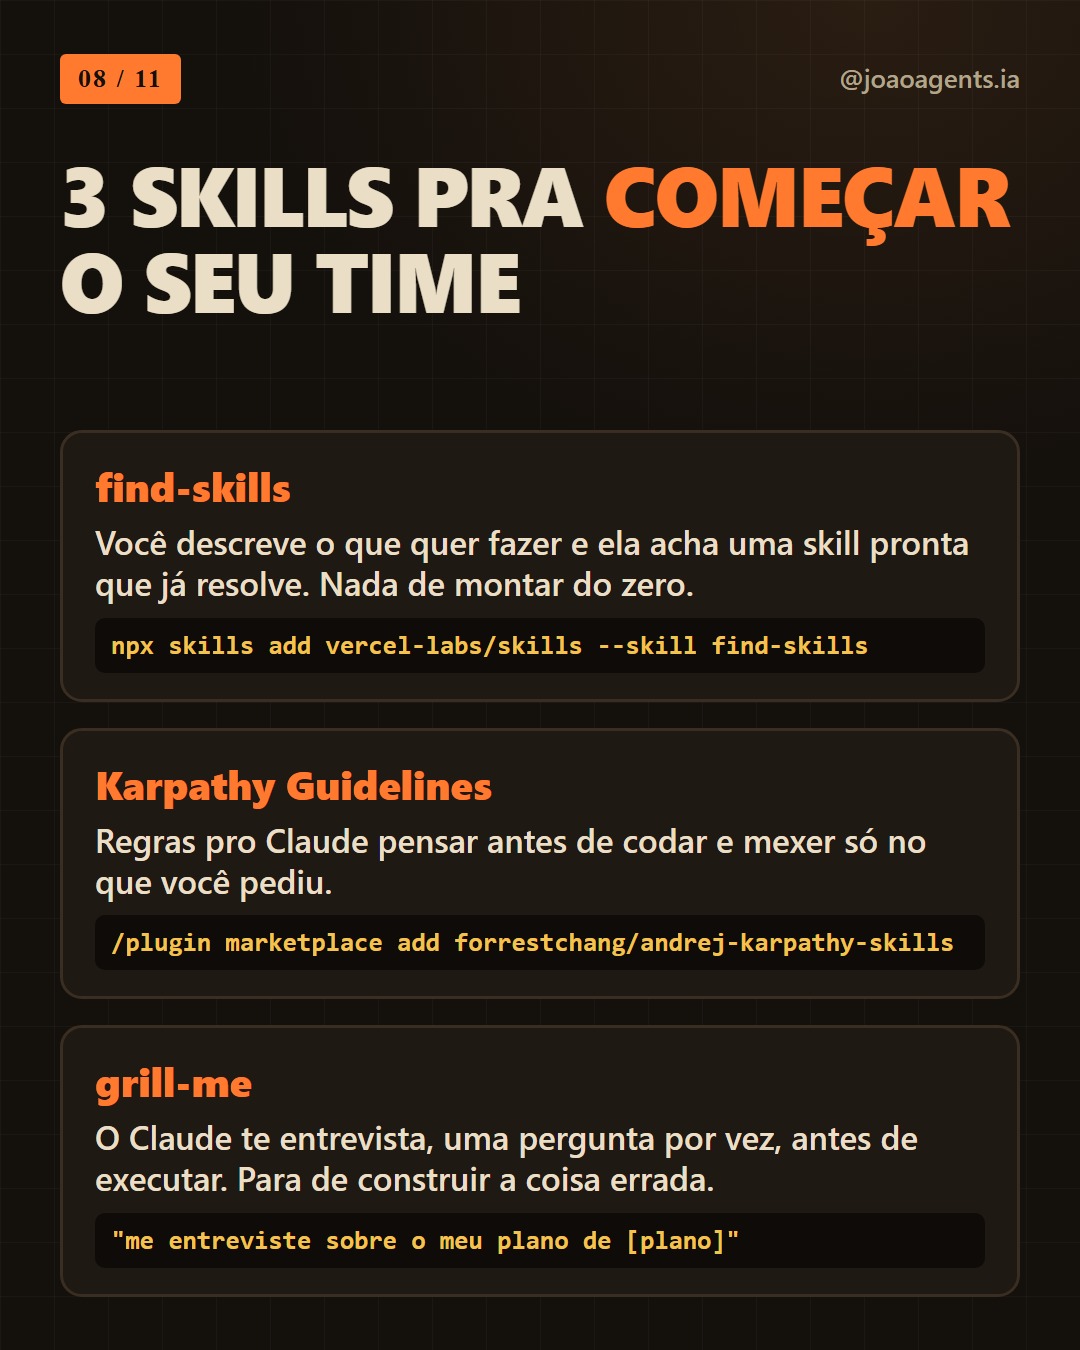 08 / 11
@joaoagents.ia
3 SKILLS PRA COMEÇAR
O SEU TIME
find-skills
Você descreve o que quer fazer e ela acha uma skill pronta
que já resolve. Nada de montar do zero.
npx skills add vercel-labs/skills --skill find-skills
Karpathy Guidelines
Regras pro Claude pensar antes de codar e mexer só no
que você pediu.
/plugin marketplace add forrestchang/andrej-karpathy-skills
grill-me
O Claude te entrevista, uma pergunta por vez, antes de
executar. Para de construir a coisa errada.
"me entreviste sobre o meu plano de [plano]"